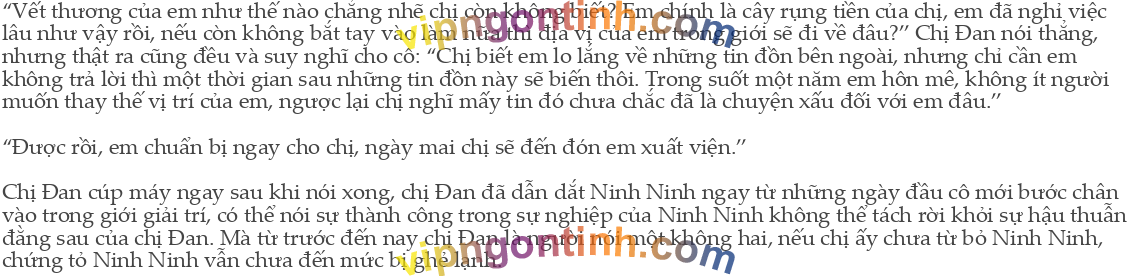 “Vết thương của em như thế nào chẳng nhẽ chị còn không biết? Em chính là cây rụng tiền của chị, em đã nghỉ việc
lâu như vậy rồi, nếu còn không bắt tay vào làm nữa thì địa vị của em trong giới sẽ đi về đâu?” Chị Đan nói thẳng,
nhưng thật ra cũng đều và suy nghĩ cho cô: “Chị biết em lo lắng về những tin đồn bên ngoài, nhưng chỉ cần em
không trả lời thì một thời gian sau những tin đồn này sẽ biến thôi. Trong suốt một năm em hôn mê, không ít người
muốn thay thế vị trí của em, ngược lại chị nghĩ mấy tin đó chưa chắc đã là chuyện xấu đối với em đâu.”
“Được rồi, em chuẩn bị ngay cho chị, ngày mai chị sẽ đến đón em xuất viện.”
Chị Đan cúp máy ngay sau khi nói xong, chị Đan đã dẫn dắt Ninh Ninh ngay từ những ngày đầu cô mới bước chân
vào trong giới giải trí, có thể nói sự thành công trong sự nghiệp của Ninh Ninh không thể tách rời khỏi sự hậu thuẫn
đằng sau của chị Đan. Mà từ trước đến nay chị Đan là người nói một không hai, nếu chị ấy chưa từ bỏ Ninh Ninh,
chứng tỏ Ninh Ninh vẫn chưa đến mức bị ghẻ lạnh.
vipngontinh.com
vipngontinh.com